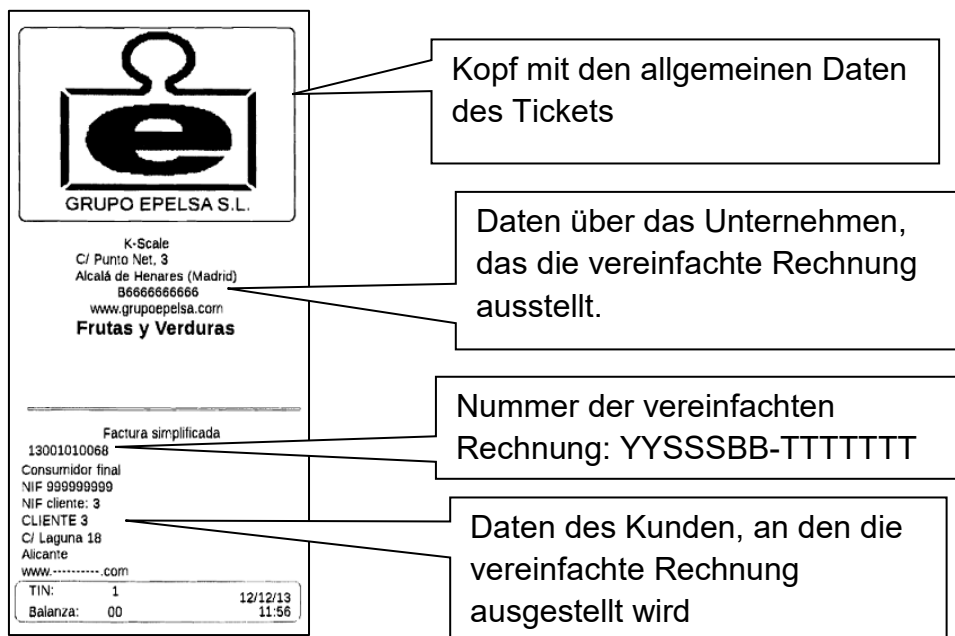 GRUPO EPELSA S.L.
K-Scale
C/ Punto Net, 3
Alcalá de Henares (Madrid)
B6666666666
www.grupoepelsa.com
Frutas y Verduras
Factura simplificada
13001010068
Consumidor final
NIF 999999999
NIF cliente: 3
CLIENTE 3
C/ Laguna 18
Alicante
www.----------.com
TIN: 1 12/12/13
Balanza: 00 11:56
Kopf mit den allgemeinen Daten
des Tickets
Daten über das Unternehmen,
das die vereinfachte Rechnung
ausstellt.
Nummer der vereinfachten
Rechnung: YYSSSBB-TTTTTTT
Daten des Kunden, an den die
vereinfachte Rechnung
ausgestellt wird